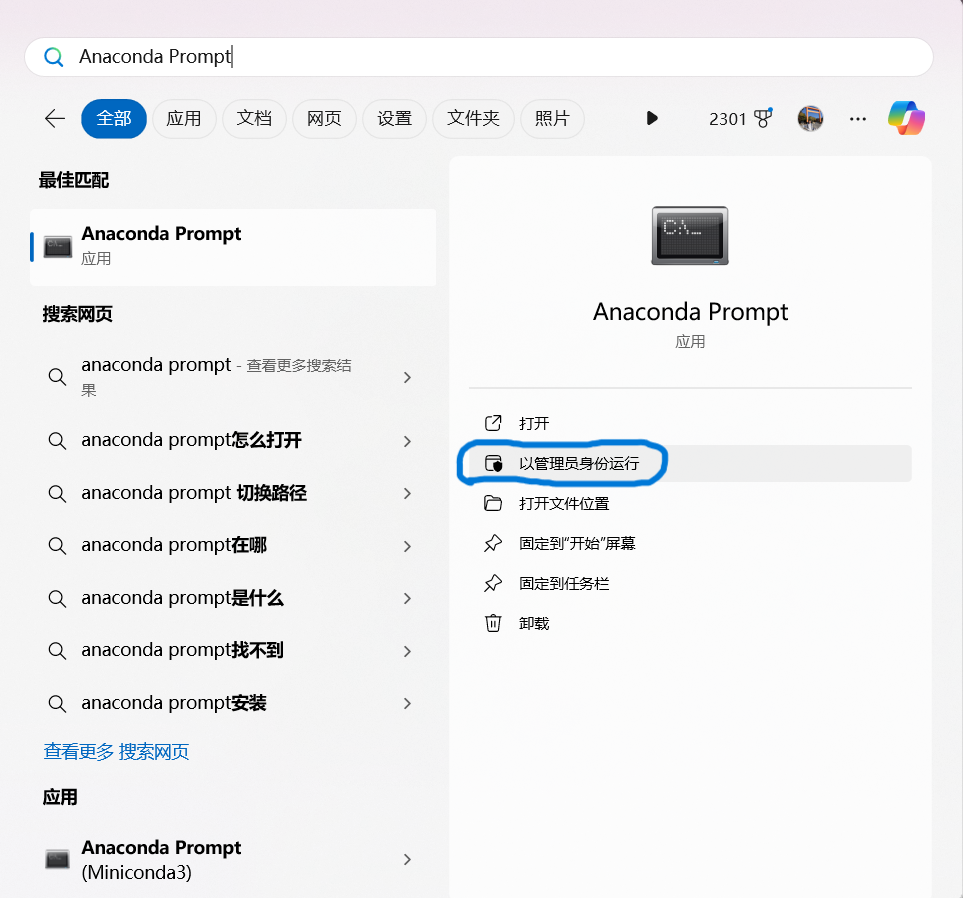 Anaconda Prompt
全部 应用 文档 网页 设置 文件夹 照片 2301
最佳匹配
Anaconda Prompt
应用
搜索网页
anaconda prompt - 查看更多搜索结
果
anaconda prompt怎么打开
anaconda prompt 切换路径
anaconda prompt在哪
anaconda prompt是什么
anaconda prompt找不到
anaconda prompt安装
查看更多 搜索网页
应用
Anaconda Prompt
(Miniconda3)
C:\_
Anaconda Prompt
应用
打开
以管理员身份运行
打开文件位置
固定到"开始"屏幕
固定到任务栏
卸载